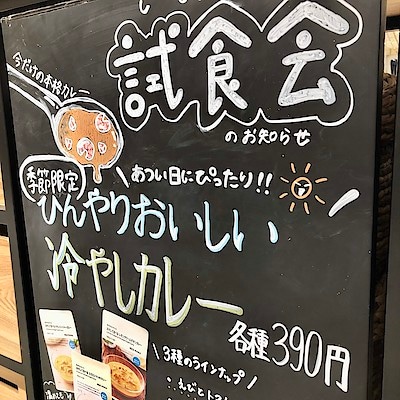 試食会
のお知らせ
今だけの本格カレー
季節限定
あつい日にぴったり!!
ひんやりおいしい
冷やしカレー
各種390円
3種のラインナップ